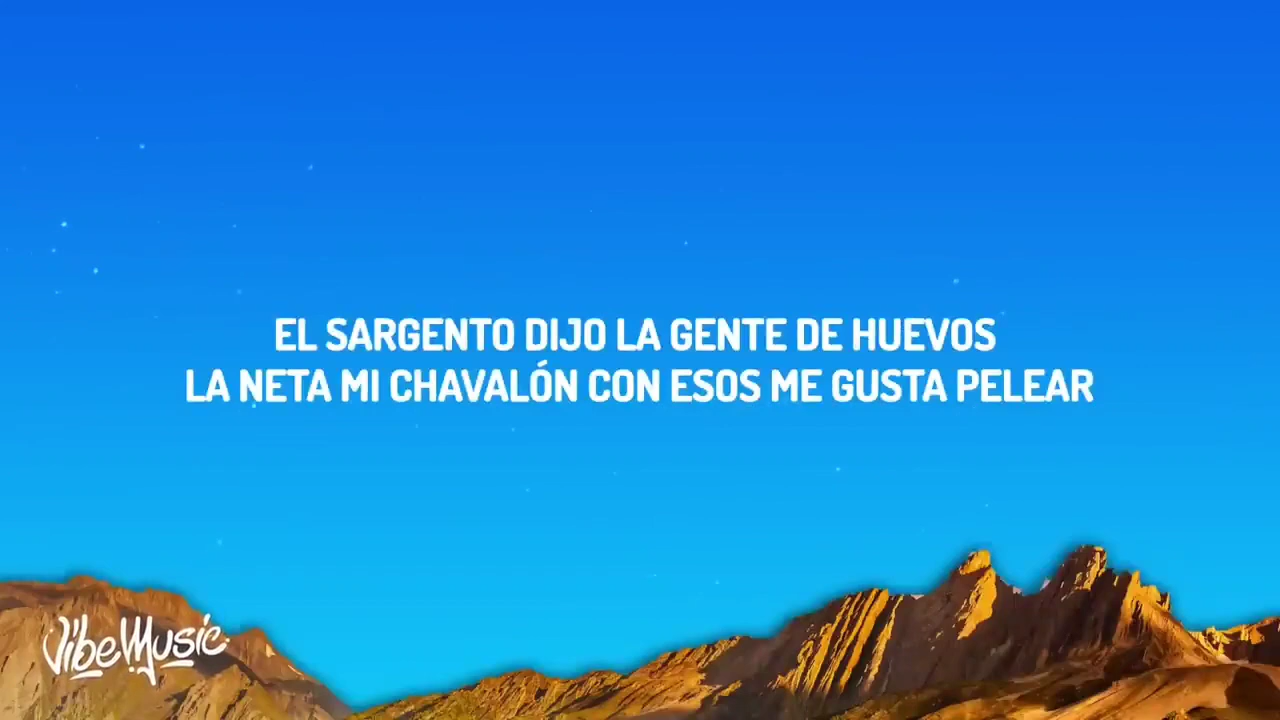 EL SARGENTO DIJO LA GENTE DE HUEVOS
LA NETA MI CHAVALÓN CON ESOS ME GUSTA PELEAR
VibeMusic